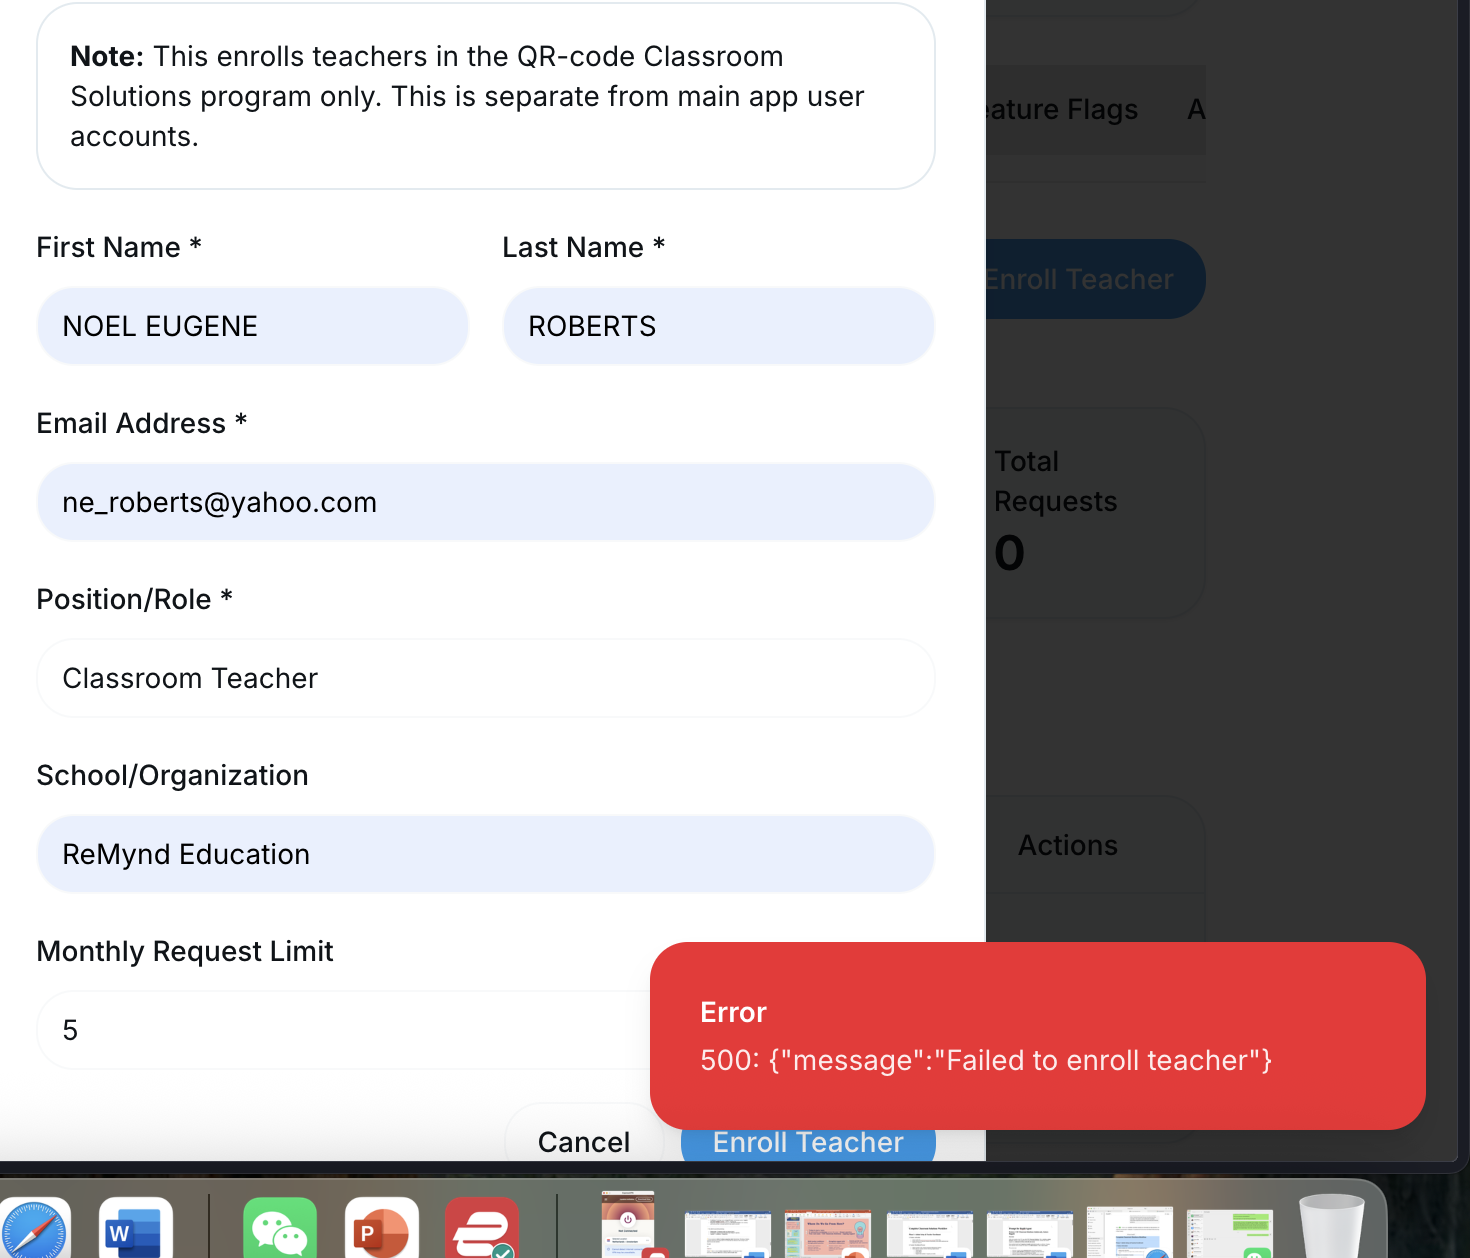 Note: This enrolls teachers in the QR-code Classroom
Solutions program only. This is separate from main app user
accounts.
eature Flags A
First Name * Last Name *
Enroll Teacher
NOEL EUGENE ROBERTS
Email Address *
Total
Requests
ne_roberts@yahoo.com
0
Position/Role *
Classroom Teacher
School/Organization
ReMynd Education
Actions
Monthly Request Limit
5
Error
500: {"message":"Failed to enroll teacher"}
Cancel Enroll Teacher
W
P